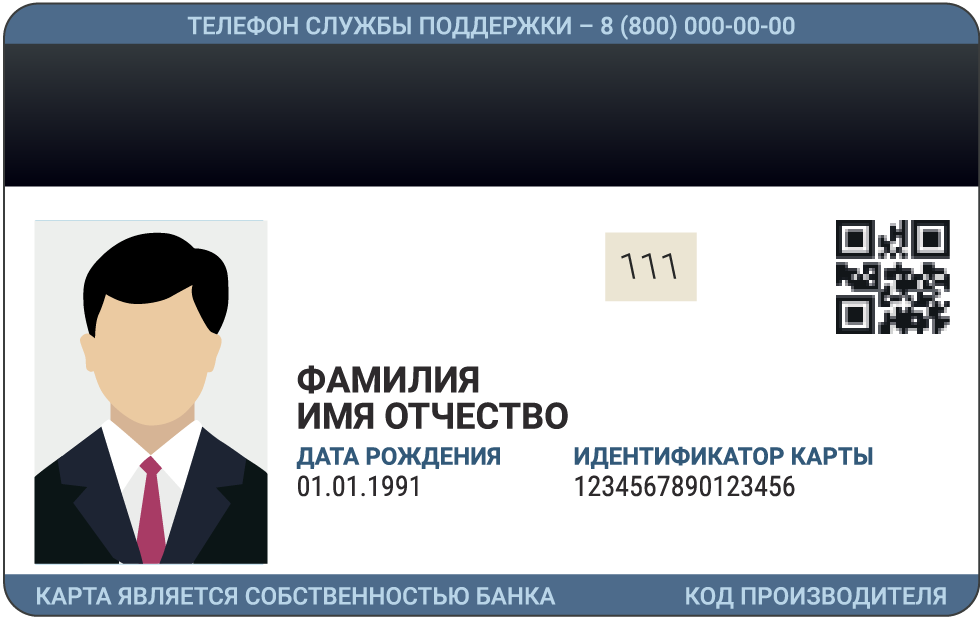 ТЕЛЕФОН СЛУЖБЫ ПОДДЕРЖКИ – 8 (800) 000-00-00
111
ФАМИЛИЯ
ИМЯ ОТЧЕСТВО
ДАТА РОЖДЕНИЯ ИДЕНТИФИКАТОР КАРТЫ
01.01.1991 1234567890123456
КАРТА ЯВЛЯЕТСЯ СОБСТВЕННОСТЬЮ БАНКА КОД ПРОИЗВОДИТЕЛЯ